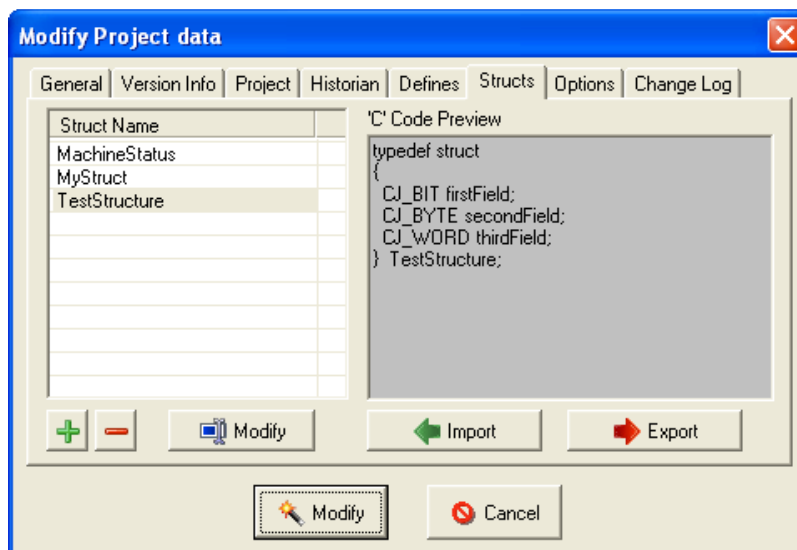 Modify Project data
General Version Info Project Historian Defines Structs Options Change Log
Struct Name
MachineStatus
MyStruct
TestStructure
'C' Code Preview
typedef struct
{
CJ_BIT firstField;
CJ_BYTE secondField;
CJ_WORD thirdField;
} TestStructure;
Modify
Import
Export
Modify
Cancel